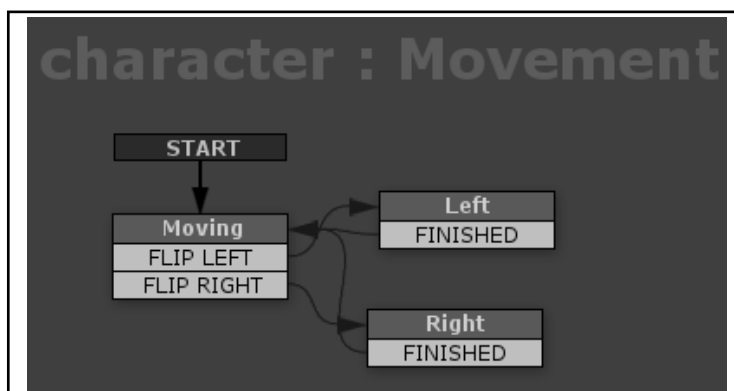 character : Movement
START
Moving
FLIP LEFT
FLIP RIGHT
Left
FINISHED
Right
FINISHED